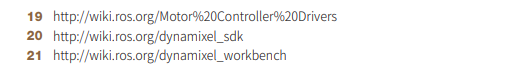 19 http://wiki.ros.org/Motor%20Controller%20Drivers
20 http://wiki.ros.org/dynamixel_sdk
21 http://wiki.ros.org/dynamixel_workbench